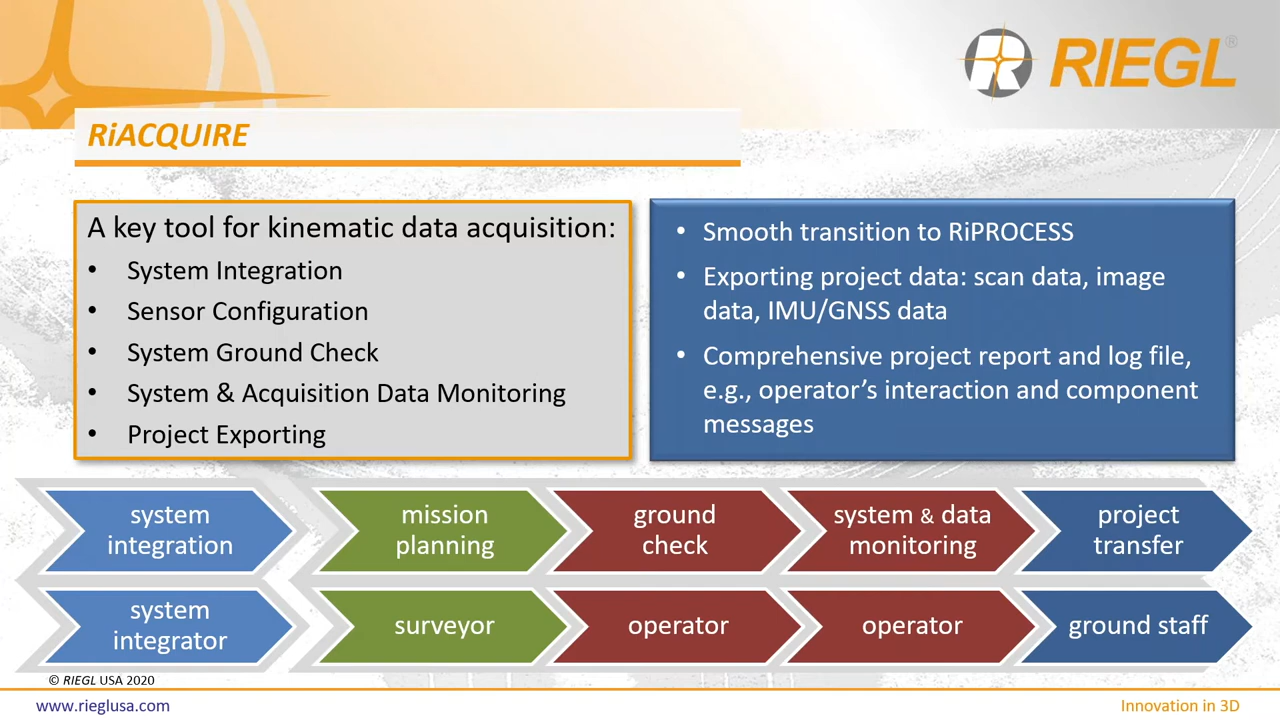 RIEGL®
RiACQUIRE
A key tool for kinematic data acquisition:
• System Integration
• Sensor Configuration
• System Ground Check
• System & Acquisition Data Monitoring
• Project Exporting
• Smooth transition to RiPROCESS
• Exporting project data: scan data, image
data, IMU/GNSS data
• Comprehensive project report and log file,
e.g., operator’s interaction and component
messages
system
integration
mission
planning
ground
check
system & data
monitoring
project
transfer
system
integrator
surveyor
operator
operator
ground staff
© RIEGL USA 2020
www.rieglusa.com
Innovation in 3D